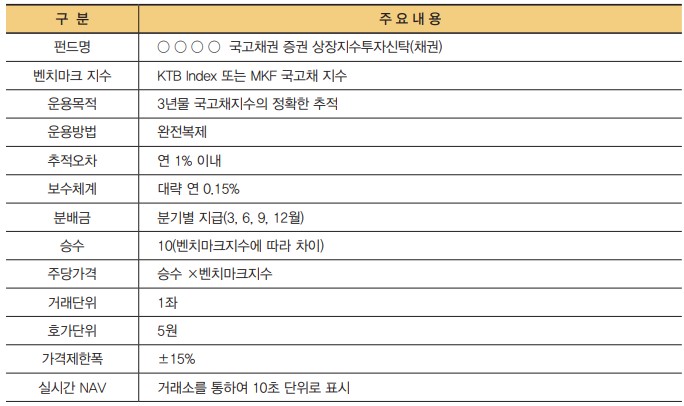 구 분 주 요 내 용
펀드명 ○ ○ ○ ○ 국고채권 증권 상장지수투자신탁(채권)
벤치마크 지수 KTB Index 또는 MKF 국고채 지수
운용목적 3년물 국고채지수의 정확한 추적
운용방법 완전복제
추적오차 연 1% 이내
보수체계 대략 연 0.15%
분배금 분기별 지급(3, 6, 9, 12월)
승수 10(벤치마크지수에 따라 차이)
주당가격 승수 ×벤치마크지수
거래단위 1좌
호가단위 5원
가격제한폭 ±15%
실시간 NAV 거래소를 통하여 10초 단위로 표시